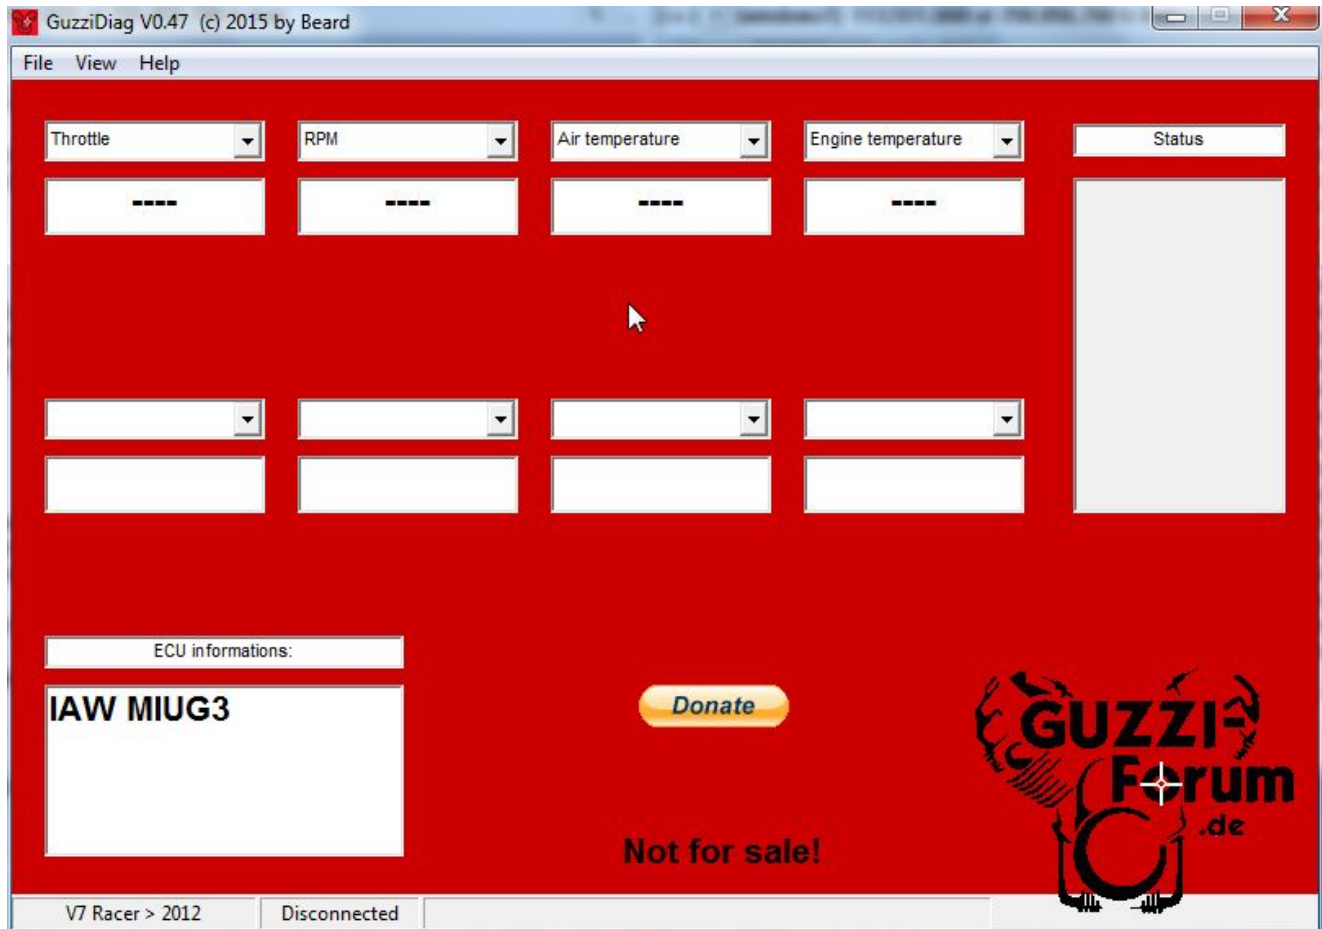 GuzziDiag V0.47 (c) 2015 by Beard
File View Help
Throttle RPM Air temperature Engine temperature Status
---- ---- ---- ----
ECU informations:
IAW MIUG3
Donate
GUZZI-
Forum
.de
Not for sale!
V7 Racer > 2012 Disconnected